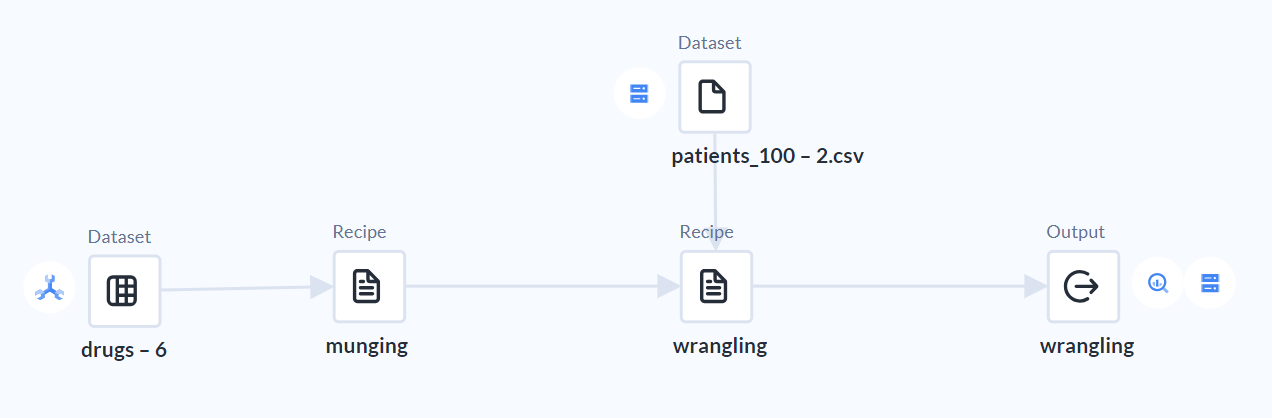 Dataset
patients_100 – 2.csv
Dataset
drugs – 6
Recipe
munging
Recipe
wrangling
Output
wrangling